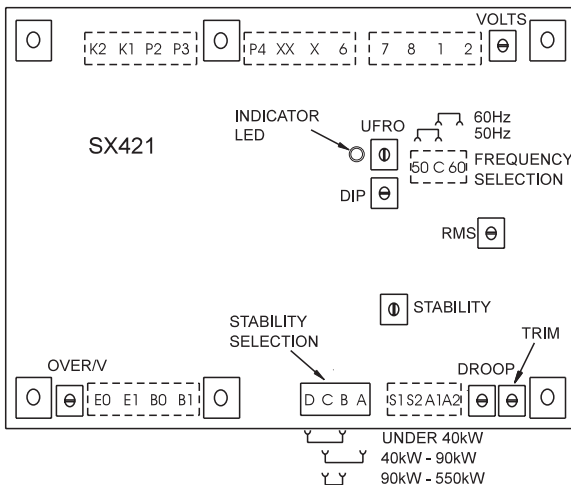 VOLTS
K2 K1 P2 P3 P4 XX X 6 7 8 1 2
INDICATOR
LED
UFRO
60Hz
50Hz
SX421
50 C 60
FREQUENCY
SELECTION
DIP
RMS
STABILITY
STABILITY
SELECTION
TRIM
OVER/V
DROOP
E0 E1 B0 B1
D C B A
S1 S2 A1 A2
UNDER 40kW
40kW - 90kW
90kW - 550kW